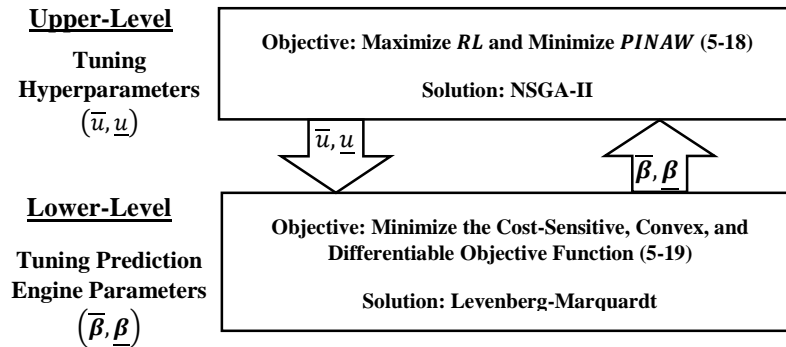 Upper-Level
Tuning
Hyperparameters
(u̅, u̲)
Objective: Maximize RL and Minimize PINAW (5-18)
Solution: NSGA-II
u̅, u̲
β̅, β̲
Lower-Level
Tuning Prediction
Engine Parameters
(β̅, β̲)
Objective: Minimize the Cost-Sensitive, Convex, and
Differentiable Objective Function (5-19)
Solution: Levenberg-Marquardt